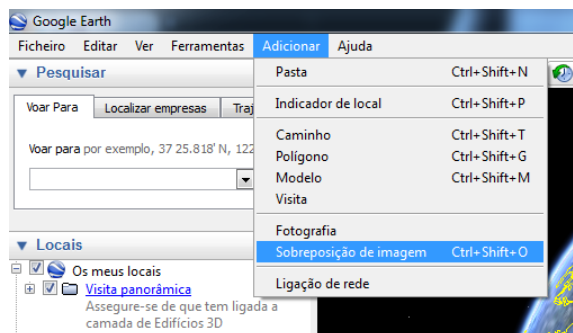 Google Earth
Ficheiro Editar Ver Ferramentas Adicionar Ajuda
Pesquisar
Voar Para Localizar empresas
Voar para por exemplo, 37 25.818' N, 122
Pasta Ctrl+Shift+N
Indicador de local Ctrl+Shift+P
Caminho Ctrl+Shift+T
Polígono Ctrl+Shift+G
Modelo Ctrl+Shift+M
Visita
Fotografia
Sobreposição de imagem Ctrl+Shift+O
Ligação de rede
Locais
Os meus locais
Visita panorâmica
Assegure-se de que tem ligada a
camada de Edifícios 3D